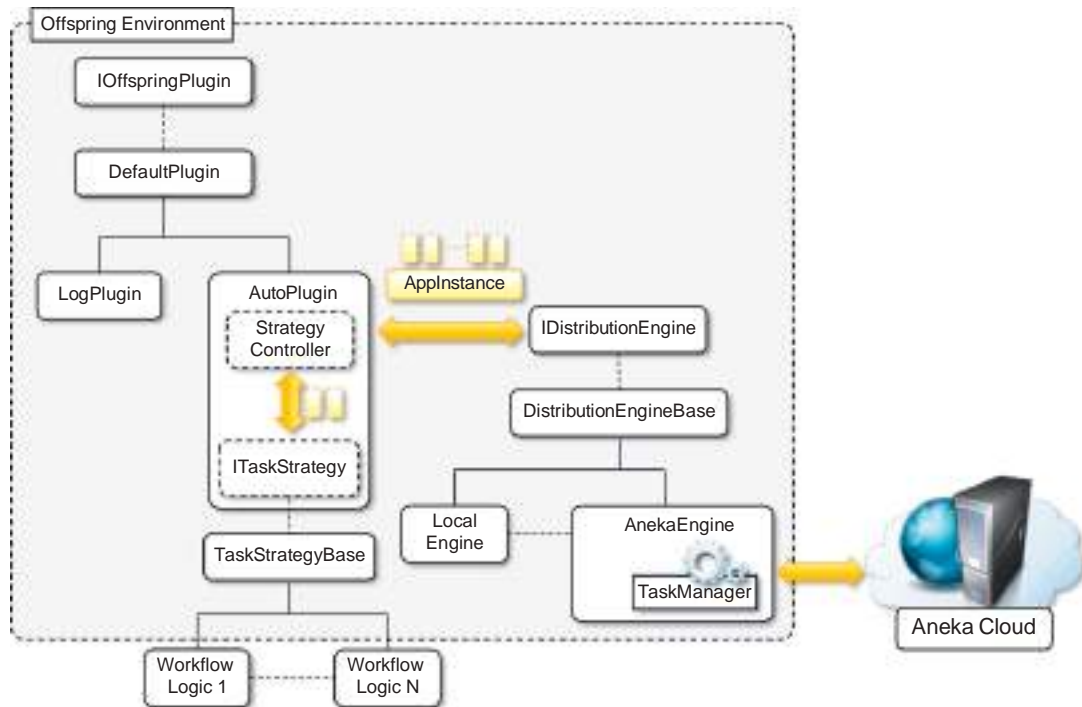 Offspring Environment
IOffspringPlugin
DefaultPlugin
LogPlugin
AutoPlugin
Strategy
Controller
ITaskStrategy
AppInstance
IDistributionEngine
DistributionEngineBase
TaskStrategyBase
Local
Engine
AnekaEngine
TaskManager
Aneka Cloud
Workflow
Logic 1
Workflow
Logic N